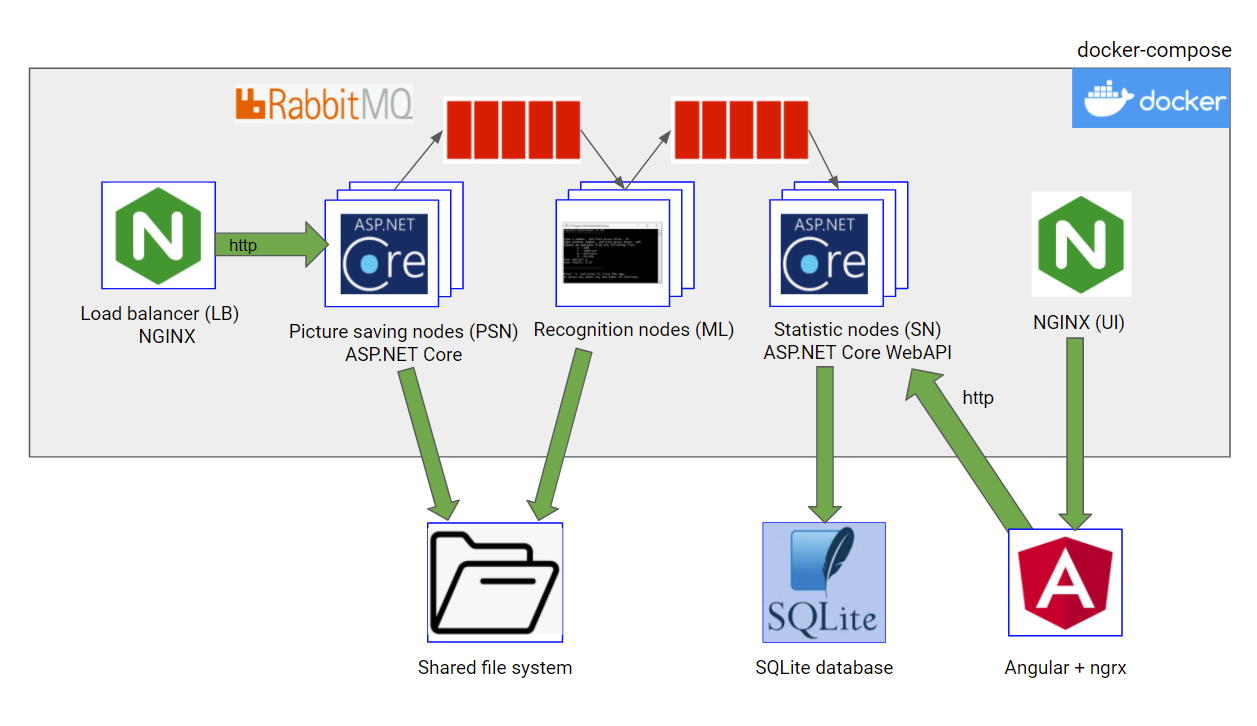 docker-compose
RabbitMQ
docker
ASP.NET
Core
ASP.NET
Core
http
Load balancer (LB)
NGINX
Picture saving nodes (PSN)
ASP.NET Core
Recognition nodes (ML)
Statistic nodes (SN)
ASP.NET Core WebAPI
NGINX (UI)
http
SQLite
Shared file system
SQLite database
Angular + ngrx